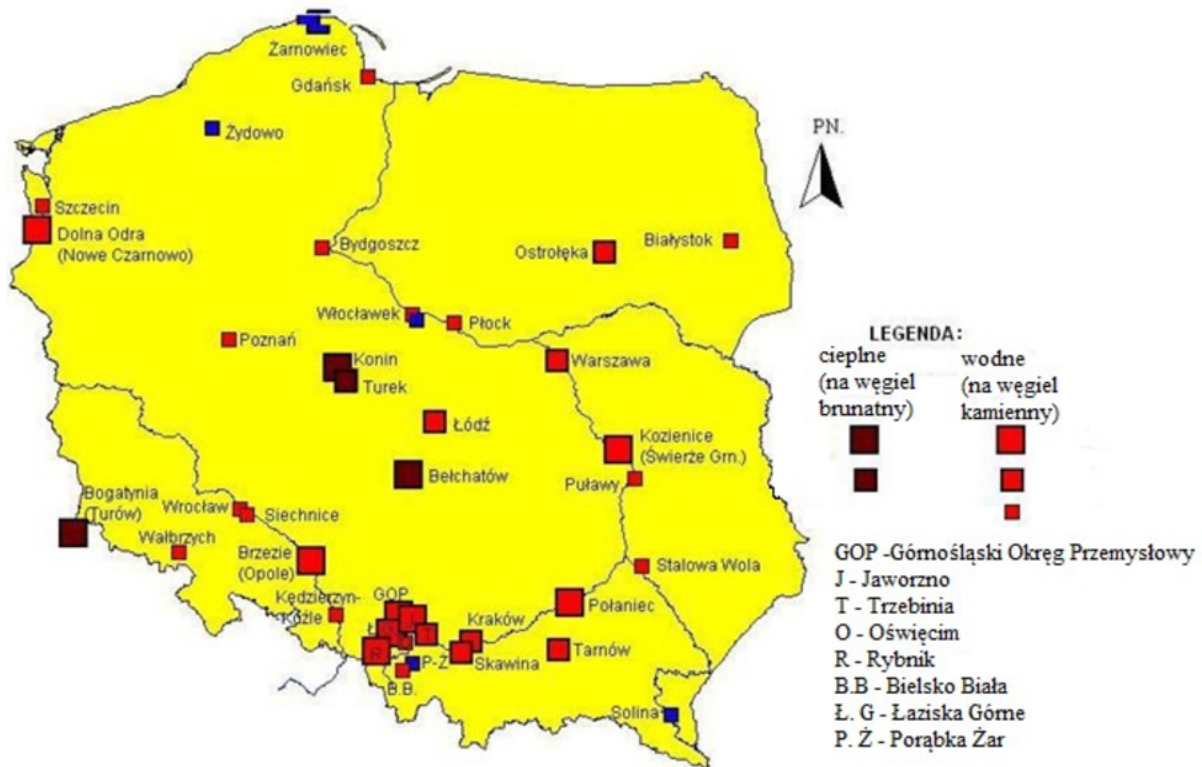 Żarnowiec
Gdańsk
Żydowo
PN.
Szczecin
Dolna Odra
(Nowe Czarnowo)
Bydgoszcz
Ostrołęka
Białystok
Włocławek
Płock
Poznań
Konin
Turek
Warszawa
Łódź
Kozienice
(Świerże Grn.)
Bełchatów
Puławy
Bogatynia
(Turów)
Wrocław
Siechnice
Wałbrzych
Brzezie
(Opole)
Stalowa Wola
Kędzierzyn-
Koźle
GOP
Połaniec
Kraków
Skawina
Tarnów
T
R
P-Ż
B.B.
Solina
LEGENDA:
cieplne
(na węgiel
brunatny)
wodne
(na węgiel
kamienny)
GOP -Górnośląski Okręg Przemysłowy
J - Jaworzno
T - Trzebinia
O - Oświęcim
R - Rybnik
B.B - Bielsko Biała
Ł. G - Łaziska Górne
P. Ż - Porąbka Żar